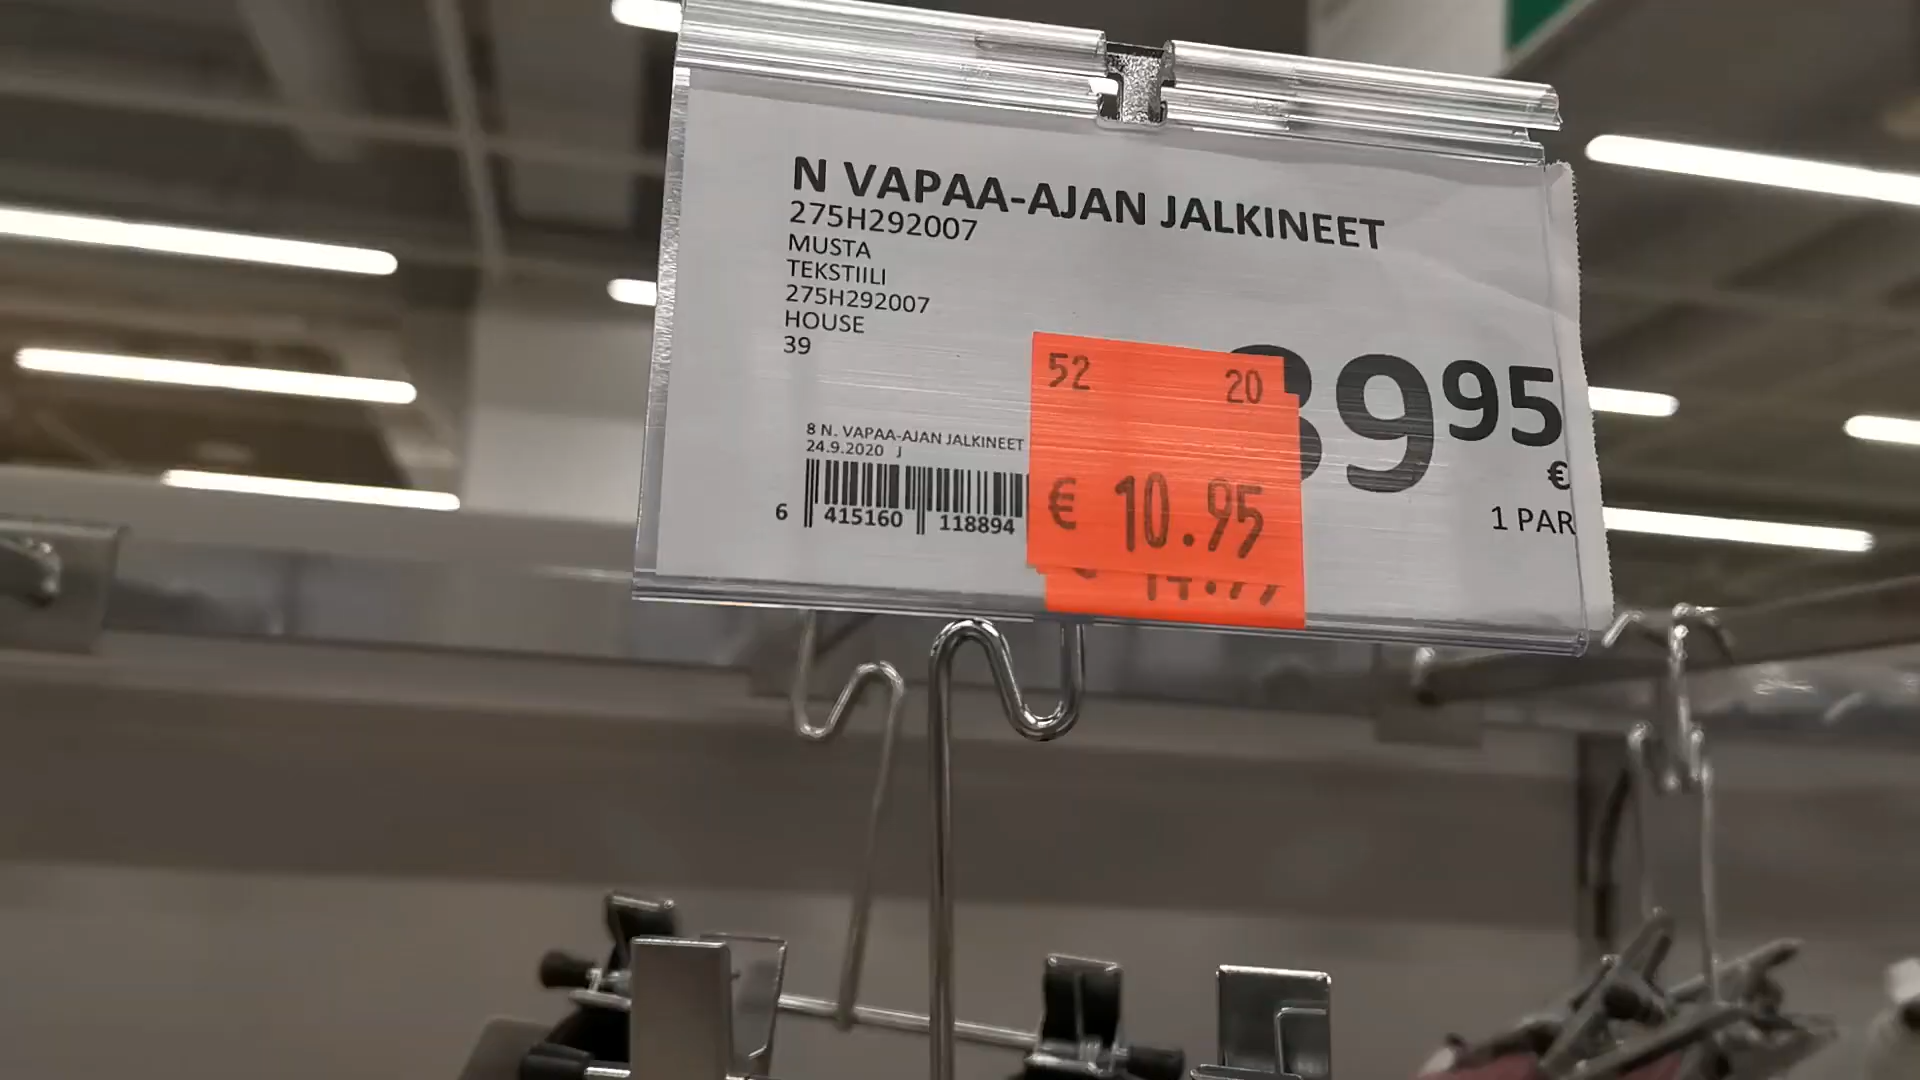 N VAPAA-AJAN JALKINEET
275H292007
MUSTA
TEKSTIILI
275H292007
HOUSE
39
8 N. VAPAA-AJAN JALKINEET
24.9.2020 J
6 415160 118894
52 20
€ 10.95
39 95
€
1 PAR